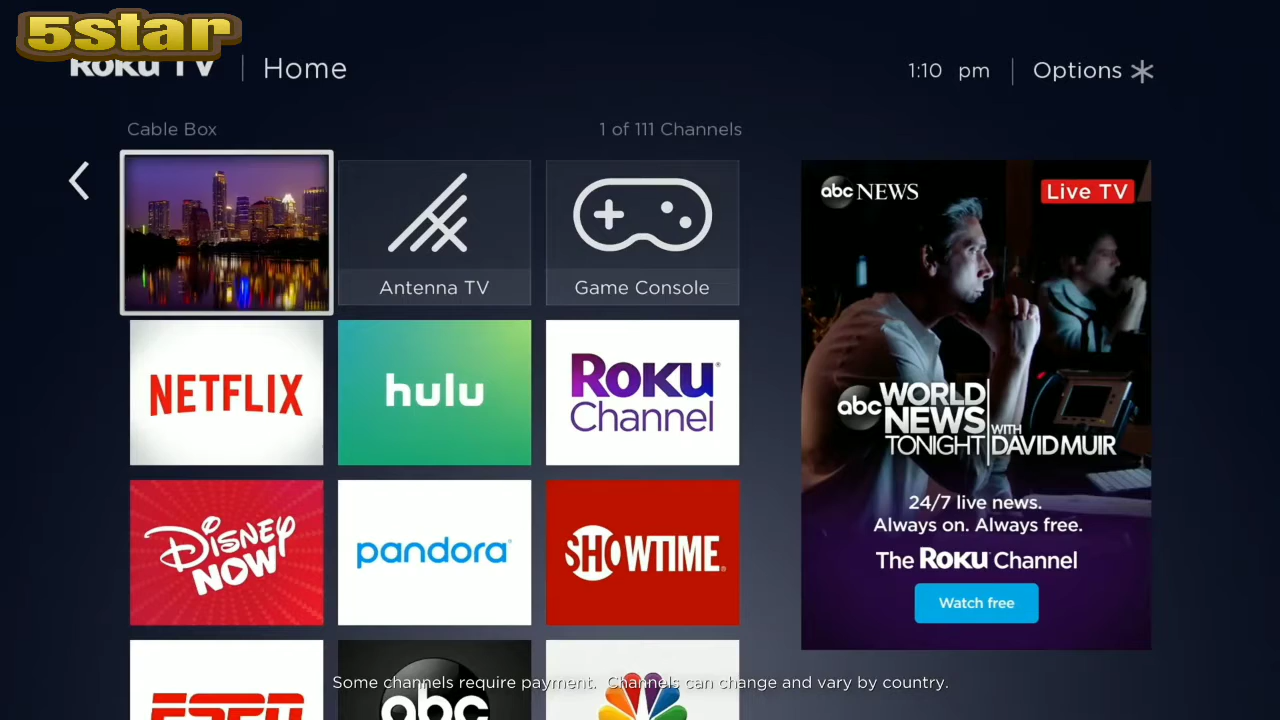 5star
Roku TV | Home
1:10 pm | Options
Cable Box
1 of 111 Channels
Antenna TV
Game Console
NETFLIX
hulu
Roku
Channel
Disney
NOW
pandora
SHOWTIME
ESPN
abc
abc NEWS
Live TV
abc WORLD
NEWS
TONIGHT WITH DAVID MUIR
24/7 live news.
Always on. Always free.
The Roku Channel
Watch free
Some channels require payment. Channels can change and vary by country.